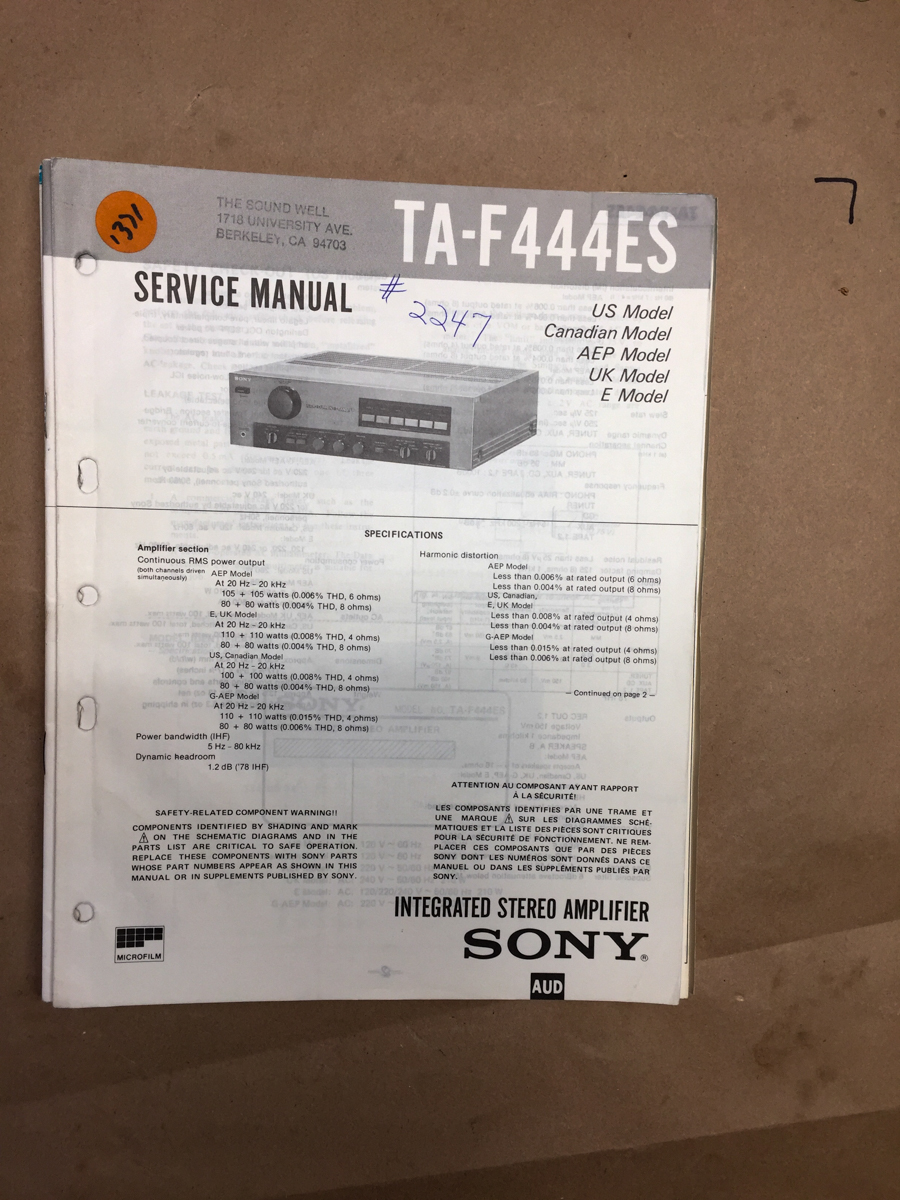 1371
THE SOUND WELL
1718 UNIVERSITY AVE.
BERKELEY, CA 94703
TA-F444ES
SERVICE MANUAL
# 2247
US Model
Canadian Model
AEP Model
UK Model
E Model
SONY
SPECIFICATIONS
Amplifier section
Continuous RMS power output
(both channels driven simultaneously)
AEP Model
At 20 Hz – 20 kHz
105 + 105 watts (0.006% THD, 6 ohms)
80 + 80 watts (0.004% THD, 8 ohms)
E, UK Model
At 20 Hz – 20 kHz
110 + 110 watts (0.008% THD, 4 ohms)
80 + 80 watts (0.004% THD, 8 ohms)
US, Canadian Model
At 20 Hz – 20 kHz
100 + 100 watts (0.008% THD, 4 ohms)
80 + 80 watts (0.004% THD, 8 ohms)
G-AEP Model
At 20 Hz – 20 kHz
110 + 110 watts (0.015% THD, 4 ohms)
80 + 80 watts (0.006% THD, 8 ohms)
Power bandwidth (IHF)
5 Hz – 80 kHz
Dynamic headroom
1.2 dB ('78 IHF)
Harmonic distortion:
AEP Model
Less than 0.006% at rated output (6 ohms)
Less than 0.004% at rated output (8 ohms)
US, Canadian,
E, UK Model
Less than 0.008% at rated output (4 ohms)
Less than 0.004% at rated output (8 ohms)
G-AEP Model
Less than 0.015% at rated output (4 ohms)
Less than 0.006% at rated output (8 ohms)
– Continued on page 2 –
SAFETY-RELATED COMPONENT WARNING!!
COMPONENTS IDENTIFIED BY SHADING AND MARK
⚠ ON THE SCHEMATIC DIAGRAMS AND IN THE
PARTS LIST ARE CRITICAL TO SAFE OPERATION.
REPLACE THESE COMPONENTS WITH SONY PARTS
WHOSE PART NUMBERS APPEAR AS SHOWN IN THIS
MANUAL OR IN SUPPLEMENTS PUBLISHED BY SONY.
ATTENTION AU COMPOSANT AYANT RAPPORT
À LA SÉCURITÉ!
LES COMPOSANTS IDENTIFIÉS PAR UNE TRAME ET
UNE MARQUE ⚠ SUR LES DIAGRAMMES SCHÉ-
MATIQUES ET LA LISTE DES PIÈCES SONT CRITIQUES
POUR LA SÉCURITÉ DE FONCTIONNEMENT. NE REM-
PLACER CES COMPOSANTS QUE PAR DES PIÈCES
SONY DONT LES NUMÉROS SONT DONNÉS DANS CE
MANUEL OU DANS LES SUPPLÉMENTS PUBLIÉS PAR
SONY.
INTEGRATED STEREO AMPLIFIER
SONY®
MICROFILM
AUD